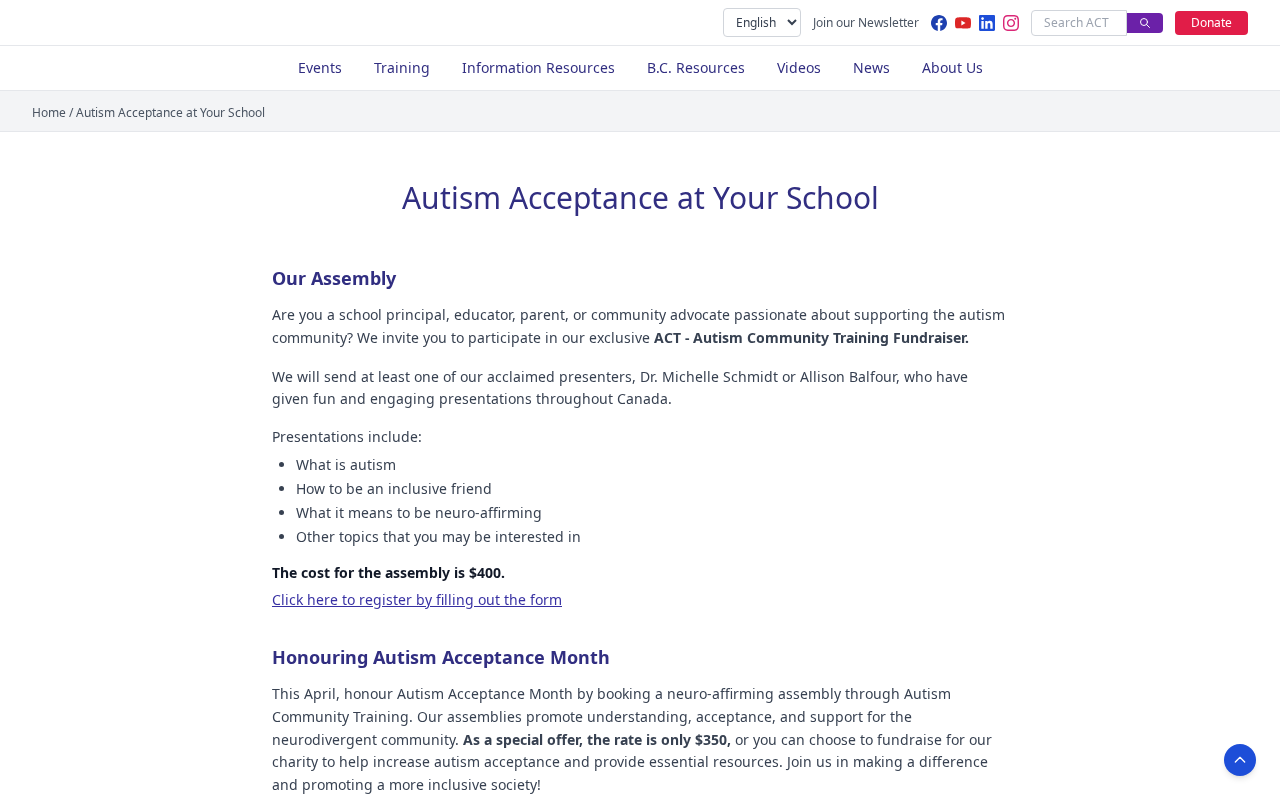 English
Join our Newsletter
Search ACT
Donate
Events
Training
Information Resources
B.C. Resources
Videos
News
About Us
Home / Autism Acceptance at Your School
Autism Acceptance at Your School
Our Assembly
Are you a school principal, educator, parent, or community advocate passionate about supporting the autism
community? We invite you to participate in our exclusive ACT - Autism Community Training Fundraiser.
We will send at least one of our acclaimed presenters, Dr. Michelle Schmidt or Allison Balfour, who have
given fun and engaging presentations throughout Canada.
Presentations include:
What is autism
How to be an inclusive friend
What it means to be neuro-affirming
Other topics that you may be interested in
The cost for the assembly is $400.
Click here to register by filling out the form
Honouring Autism Acceptance Month
This April, honour Autism Acceptance Month by booking a neuro-affirming assembly through Autism
Community Training. Our assemblies promote understanding, acceptance, and support for the
neurodivergent community. As a special offer, the rate is only $350, or you can choose to fundraise for our
charity to help increase autism acceptance and provide essential resources. Join us in making a difference
and promoting a more inclusive society!